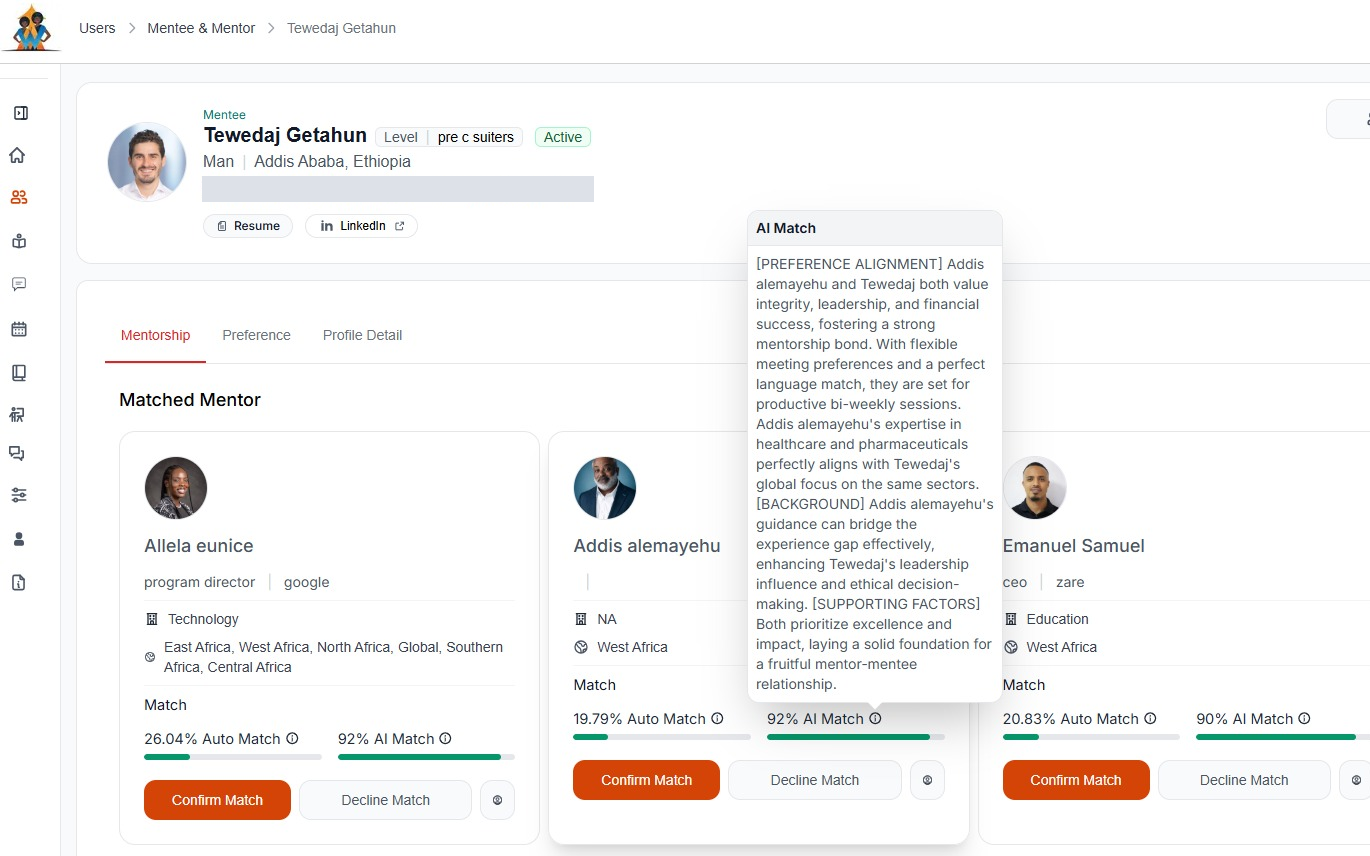 Users > Mentee & Mentor > Tewedaj Getahun
Mentee
Tewedaj Getahun Level | pre c suiters Active
Man | Addis Ababa, Ethiopia
Resume in LinkedIn
AI Match
[PREFERENCE ALIGNMENT] Addis
alemayehu and Tewedaj both value
integrity, leadership, and financial
success, fostering a strong
mentorship bond. With flexible
meeting preferences and a perfect
language match, they are set for
productive bi-weekly sessions.
Addis alemayehu's expertise in
healthcare and pharmaceuticals
perfectly aligns with Tewedaj's
global focus on the same sectors.
[BACKGROUND] Addis alemayehu's
guidance can bridge the
experience gap effectively,
enhancing Tewedaj's leadership
influence and ethical decision-
making. [SUPPORTING FACTORS]
Both prioritize excellence and
impact, laying a solid foundation for
a fruitful mentor-mentee
relationship.
Mentorship Preference Profile Detail
Matched Mentor
Allela eunice
program director | google
Technology
East Africa, West Africa, North Africa, Global, Southern
Africa, Central Africa
Match
26.04% Auto Match 92% AI Match
Confirm Match Decline Match
Addis alemayehu
|
NA
West Africa
Match
19.79% Auto Match 92% AI Match
Confirm Match Decline Match
Emanuel Samuel
ceo | zare
Education
West Africa
Match
20.83% Auto Match 90% AI Match
Confirm Match Decline Match